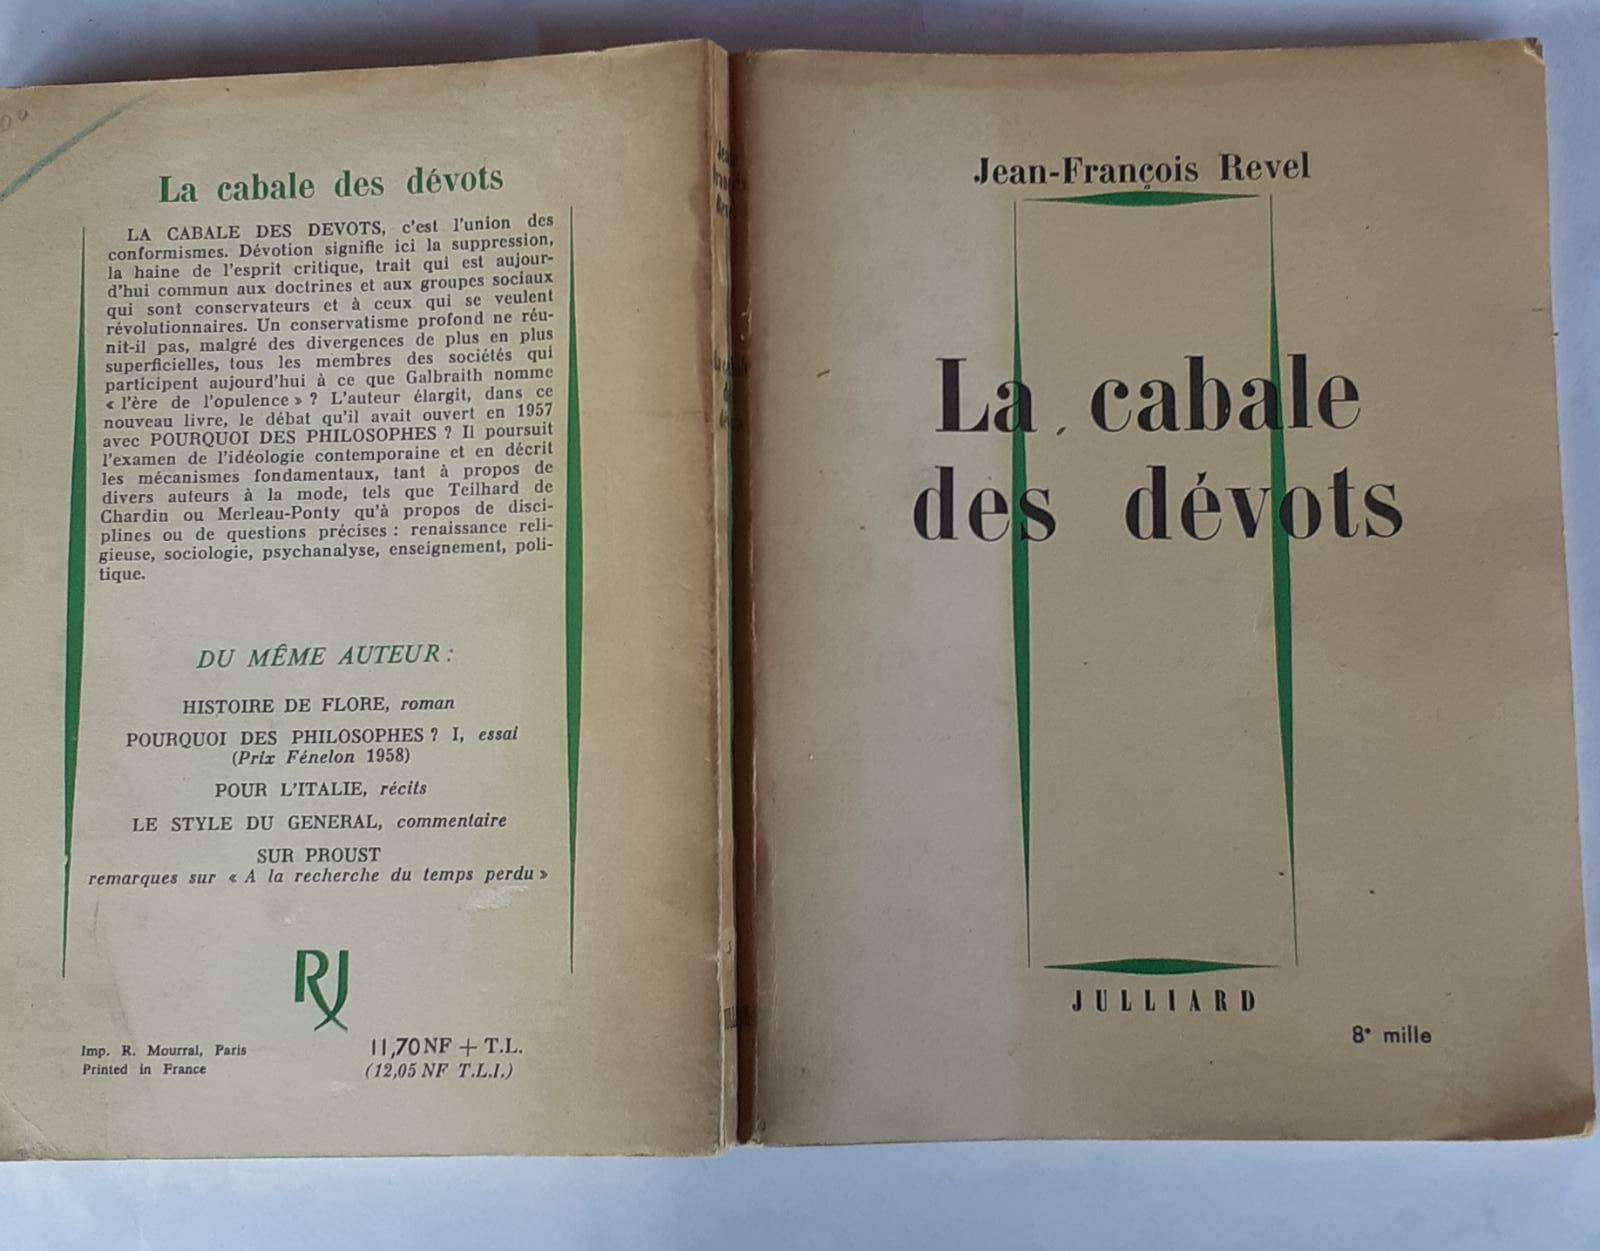 La cabale des dévots
LA CABALE DES DEVOTS, c'est l'union des
conformismes. Dévotion signifie ici la suppression,
la haine de l'esprit critique, trait qui est aujour-
d'hui commun aux doctrines et aux groupes sociaux
qui sont conservateurs et à ceux qui se veulent
révolutionnaires. Un conservatisme profond ne réu-
nit-il pas, malgré des divergences de plus en plus
superficielles, tous les membres des sociétés qui
participent aujourd'hui à ce que Galbraith nomme
« l'ère de l'opulence » ? L'auteur élargit, dans ce
nouveau livre, le débat qu'il avait ouvert en 1957
avec POURQUOI DES PHILOSOPHES ? Il poursuit
l'examen de l'idéologie contemporaine et en décrit
les mécanismes fondamentaux, tant à propos de
divers auteurs à la mode, tels que Teilhard de
Chardin ou Merleau-Ponty qu'à propos de disci-
plines ou de questions précises : renaissance reli-
gieuse, sociologie, psychanalyse, enseignement, poli-
tique.
DU MÊME AUTEUR :
HISTOIRE DE FLORE, roman
POURQUOI DES PHILOSOPHES ? I, essai
(Prix Fénelon 1958)
POUR L'ITALIE, récits
LE STYLE DU GENERAL, commentaire
SUR PROUST
remarques sur « A la recherche du temps perdu »
RJ
Imp. R. Mourral, Paris
Printed in France
11,70 NF + T.L.
(12,05 NF T.L.I.)
Jean-François Revel
La cabale
des dévots
JULLIARD
8e mille